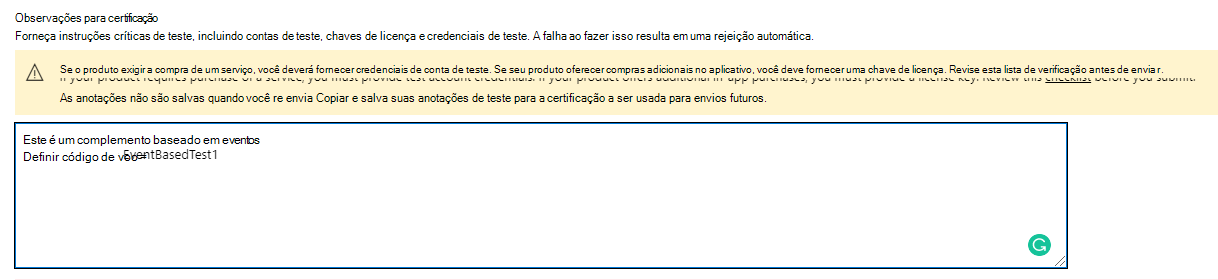 Observações para certificação
Forneça instruções críticas de teste, incluindo contas de teste, chaves de licença e credenciais de teste. A falha ao fazer isso resulta em uma rejeição automática.
Se o produto exigir a compra de um serviço, você deverá fornecer credenciais de conta de teste. Se seu produto oferecer compras adicionais no aplicativo, você deve fornecer uma chave de licença. Revise esta lista de verificação antes de enviar.
If your product requires purchase of a service, you must provide test account credentials. If your product offers additional in-app purchases, you must provide a license key. Review this checklist before you submit.
As anotações não são salvas quando você re envia Copiar e salva suas anotações de teste para a certificação a ser usada para envios futuros.
Este é um complemento baseado em eventos
Definir código de voo = EventBasedTest1